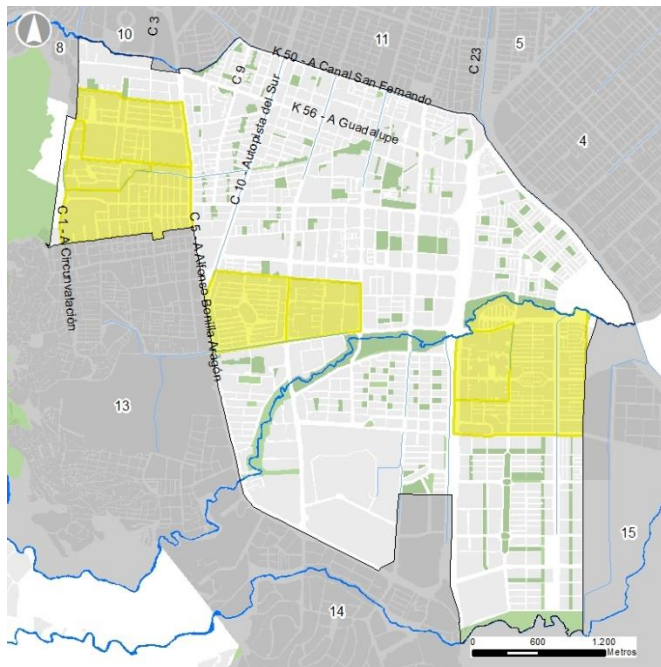 C 3
8
10
11
C 23
5
K 50 - A Canal San Fernando
C 9
K 56 - A Guadalupe
4
C 10 - Autopista del Sur
C 1 - A Circunvatación
C 5 - A Alfonso Bonilla Aragón
13
15
14
0 600 1.200
Metros